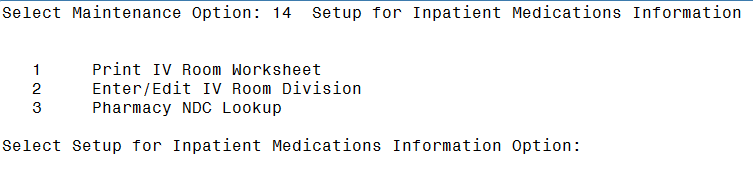 Select Maintenance Option: 14  Setup for Inpatient Medications Information
1     Print IV Room Worksheet
2     Enter/Edit IV Room Division
3     Pharmacy NDC Lookup
Select Setup for Inpatient Medications Information Option: